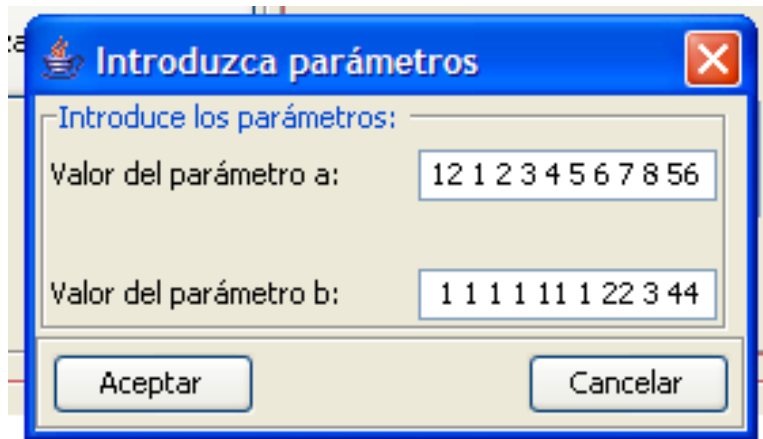 Introduzca parámetros
Introduce los parámetros:
Valor del parámetro a: 12 1 2 3 4 5 6 7 8 56
Valor del parámetro b: 1 1 1 1 11 1 22 3 44
Aceptar Cancelar